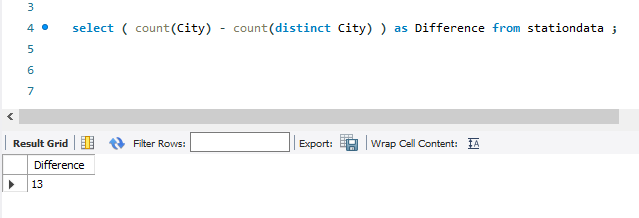 3
4 select ( count(City) - count(distinct City) ) as Difference from stationdata ;
5
6
7
Result Grid Filter Rows: Export: Wrap Cell Content: IA
Difference
13